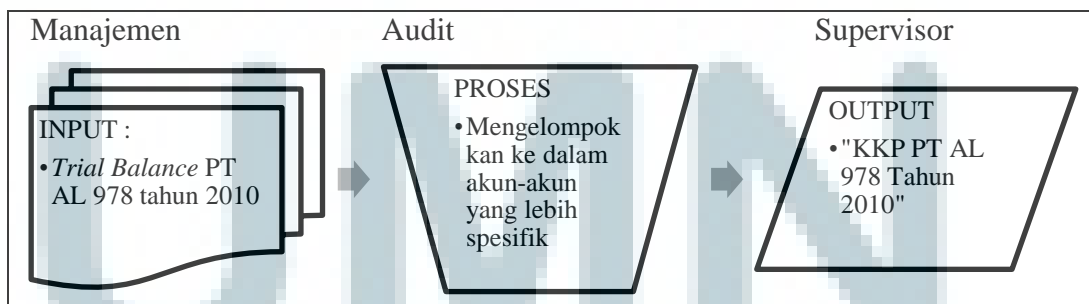 Manajemen
Audit
Supervisor
INPUT :
•Trial Balance PT
AL 978 tahun 2010
PROSES
•Mengelompok
kan ke dalam
akun-akun
yang lebih
spesifik
OUTPUT
•"KKP PT AL
978 Tahun
2010"